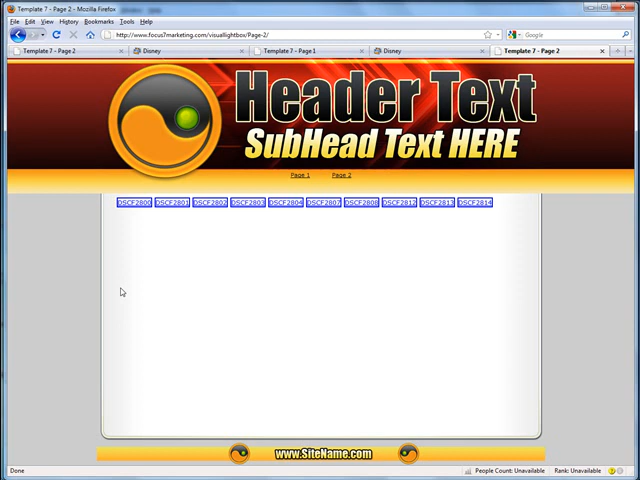 Template 7 - Page 2 - Mozilla Firefox
File Edit View History Bookmarks Tools Help
http://www.focus7marketing.com/visuallightbox/Page-2/
Google
Template 7 - Page 2
Disney
Template 7 - Page 1
Disney
Template 7 - Page 2
Header Text
SubHead Text HERE
Page 1 Page 2
DSCF2800 DSCF2801 DSCF2802 DSCF2803 DSCF2804 DSCF2807 DSCF2808 DSCF2812 DSCF2813 DSCF2814
www.SiteName.com
Done
People Count: Unavailable
Rank: Unavailable